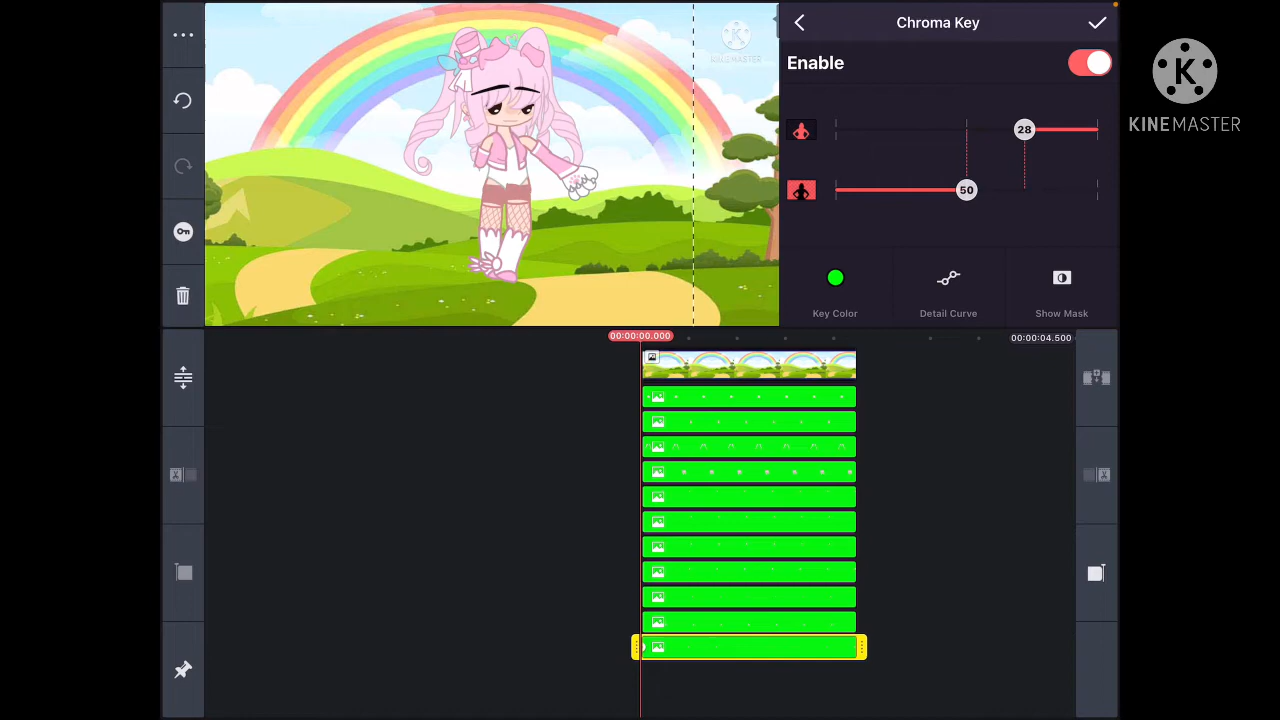 Chroma Key
Enable
28
50
Key Color
Detail Curve
Show Mask
KINEMASTER
K
KINEMASTER
00:00:00.000
00:00:04.500